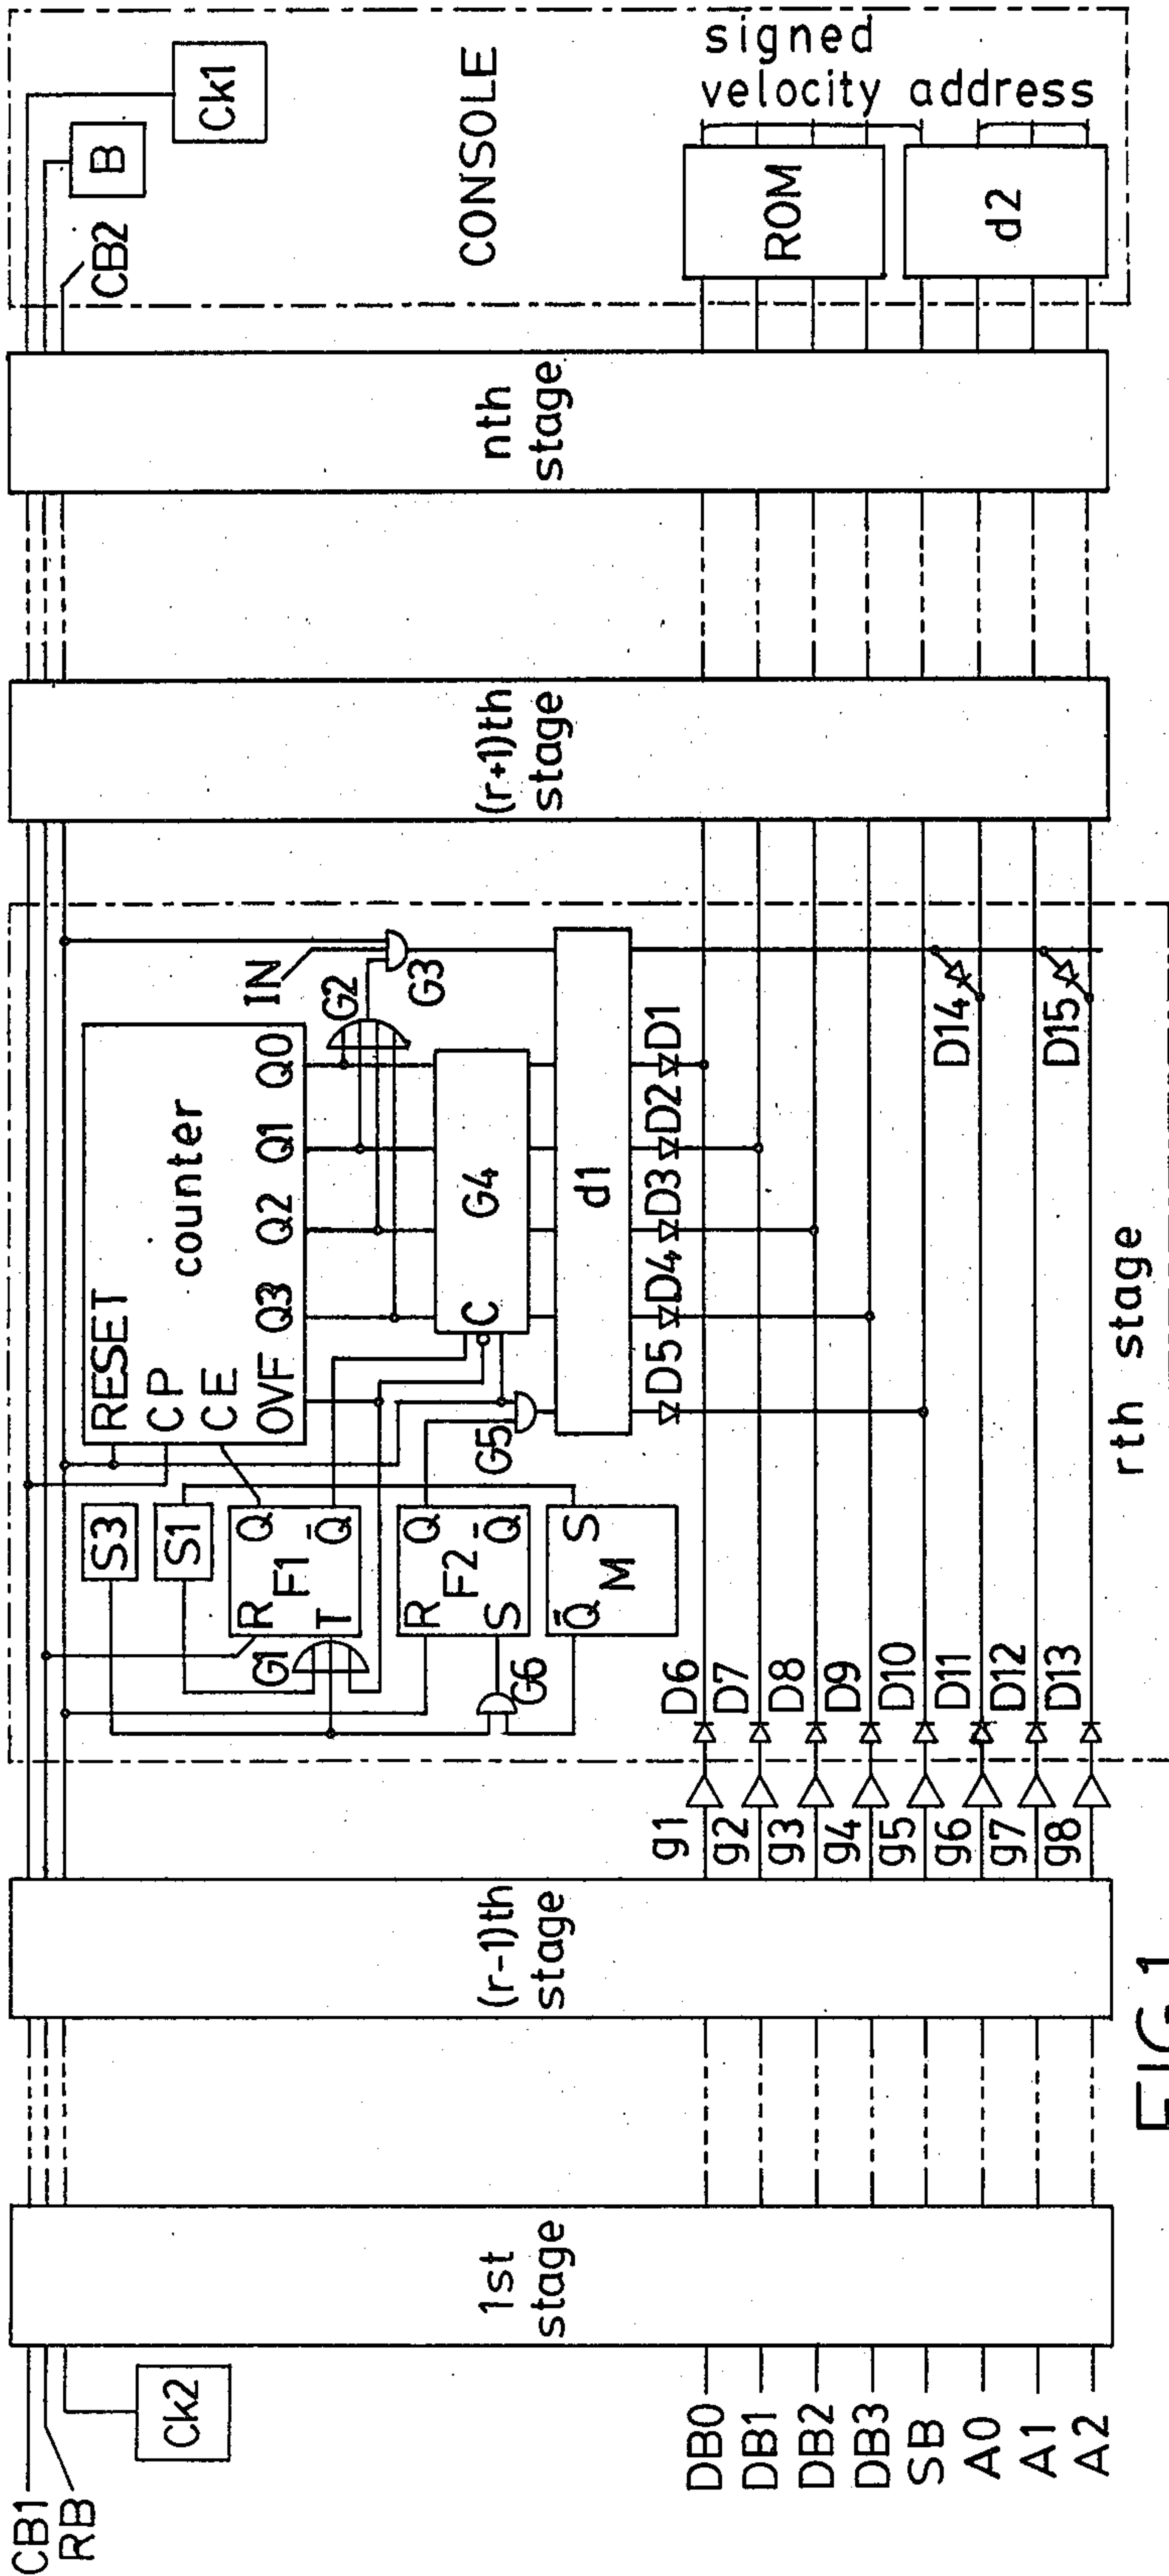 CB1
RB
Ck2
1st
stage
DB0
DB1
DB2
DB3
SB
A0
A1
A2
(r-1)th
stage
g1
g2
g3
g4
g5
g6
g7
g8
D6
D7
D8
D9
D10
D11
D12
D13
S3
S1
G1
R
Q
F1
T
Q̄
R
Q
F2
S
Q̄
G6
Q̄
S
M
RESET
CP
CE
OVF
counter
Q3
Q2
Q1
Q0
IN
G2
G3
C
G4
G5
d1
D5
D4
D3
D2
D1
D14
D15
rth stage
(r+1)th
stage
nth
stage
CB2
B
Ck1
CONSOLE
ROM
d2
signed
velocity address
FIG. 1